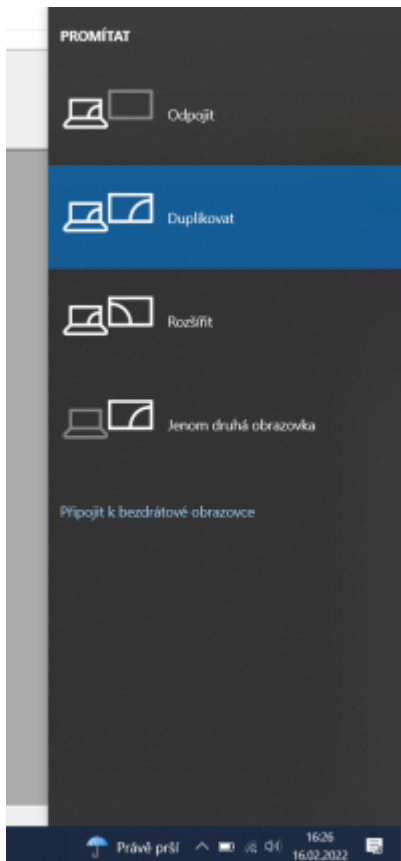 PROMÍTAT
Odpojit
Duplikovat
Rozšířit
Jenom druhá obrazovka
Připojit k bezdrátové obrazovce
Právě prší
16:26
16.02.2022